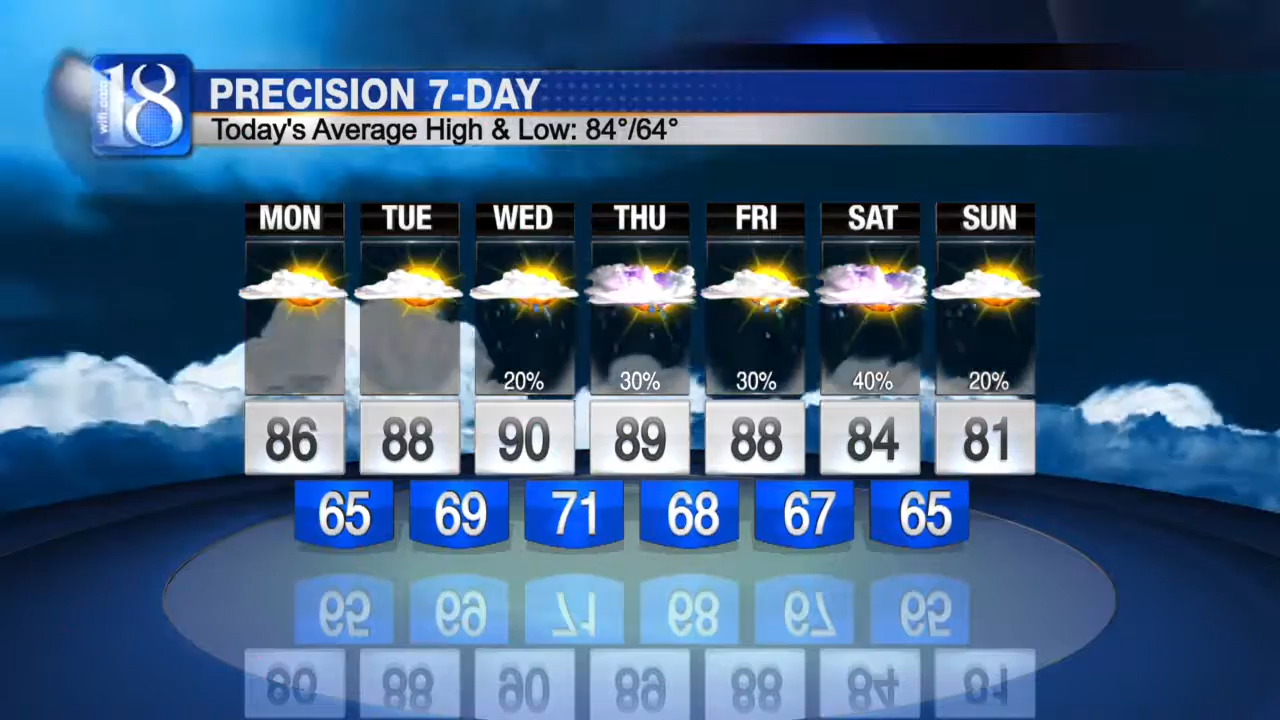 18
PRECISION 7-DAY
Today's Average High & Low: 84°/64°
MON TUE WED THU FRI SAT SUN
20% 30% 30% 40% 20%
86 88 90 89 88 84 81
65 69 71 68 67 65